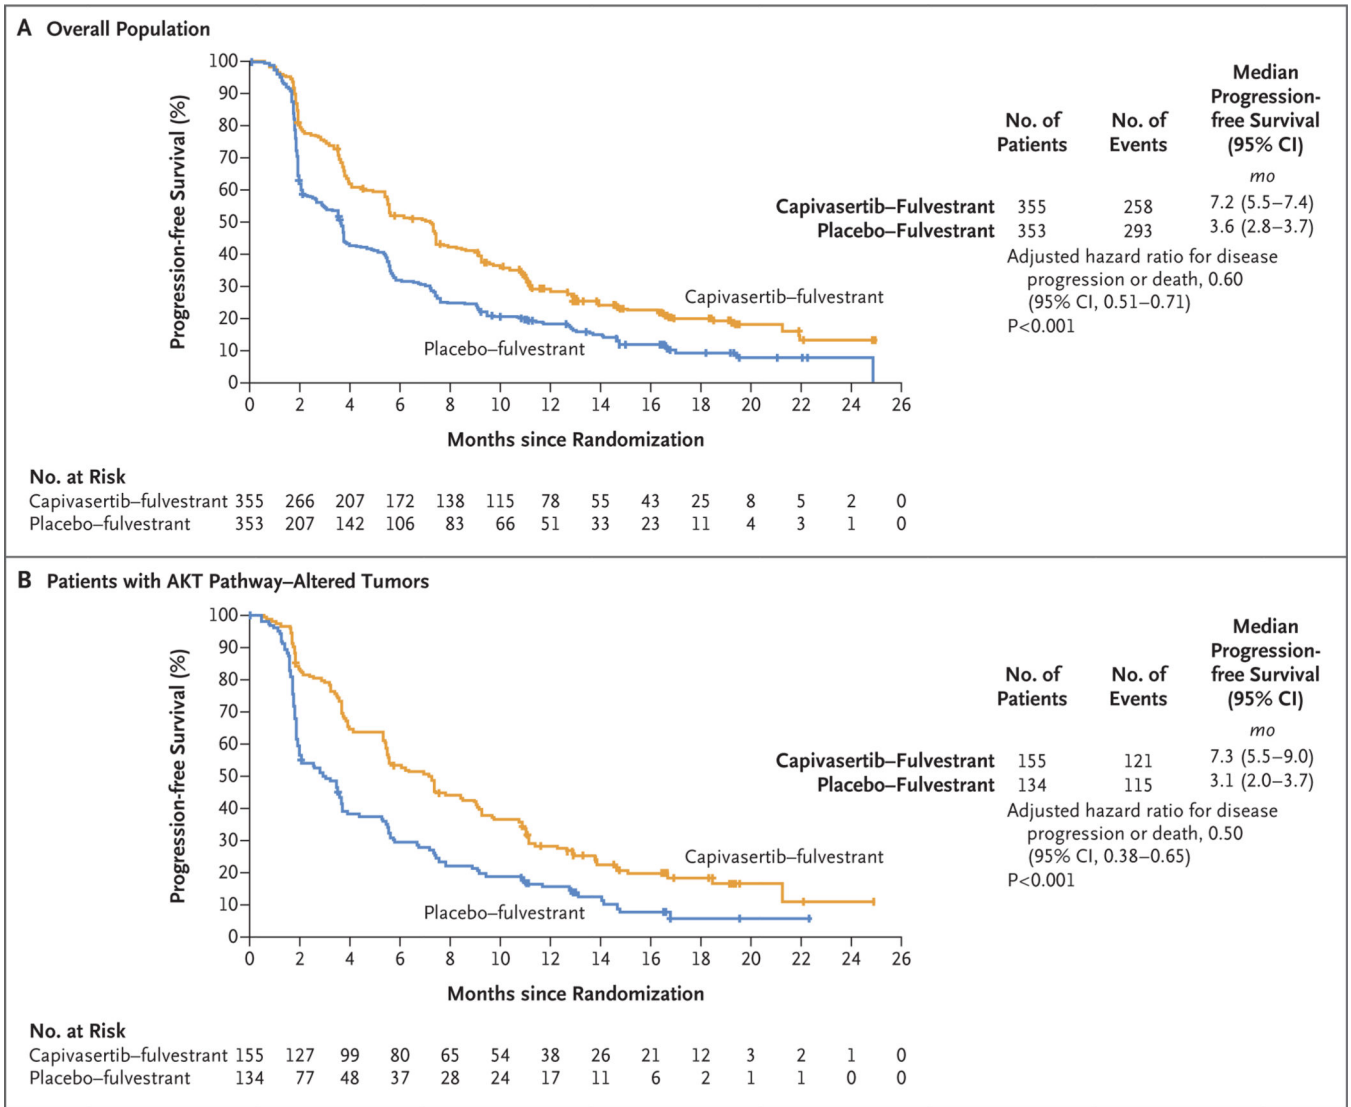 A Overall Population
100
90
80
70
60
50
40
30
20
10
0
Progression-free Survival (%)
Capivasertib–fulvestrant
Placebo–fulvestrant
0 2 4 6 8 10 12 14 16 18 20 22 24 26
Months since Randomization
No. of Patients
No. of Events
Median Progression-free Survival (95% CI)
mo
Capivasertib–Fulvestrant 355 258 7.2 (5.5–7.4)
Placebo–Fulvestrant 353 293 3.6 (2.8–3.7)
Adjusted hazard ratio for disease
progression or death, 0.60
(95% CI, 0.51–0.71)
P<0.001
No. at Risk
Capivasertib–fulvestrant 355 266 207 172 138 115 78 55 43 25 8 5 2 0
Placebo–fulvestrant 353 207 142 106 83 66 51 33 23 11 4 3 1 0
B Patients with AKT Pathway–Altered Tumors
100
90
80
70
60
50
40
30
20
10
0
Progression-free Survival (%)
Capivasertib–fulvestrant
Placebo–fulvestrant
0 2 4 6 8 10 12 14 16 18 20 22 24 26
Months since Randomization
No. of Patients
No. of Events
Median Progression-free Survival (95% CI)
mo
Capivasertib–Fulvestrant 155 121 7.3 (5.5–9.0)
Placebo–Fulvestrant 134 115 3.1 (2.0–3.7)
Adjusted hazard ratio for disease
progression or death, 0.50
(95% CI, 0.38–0.65)
P<0.001
No. at Risk
Capivasertib–fulvestrant 155 127 99 80 65 54 38 26 21 12 3 2 1 0
Placebo–fulvestrant 134 77 48 37 28 24 17 11 6 2 1 1 0 0